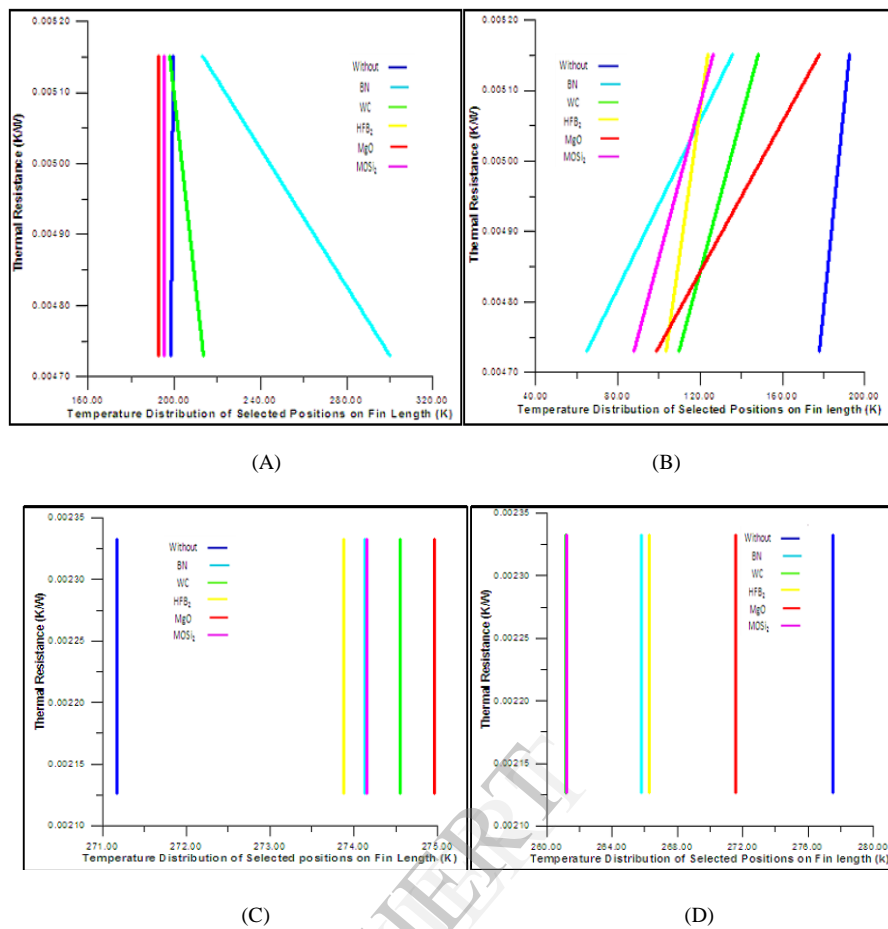 0.00520
0.00510
0.00500
0.00490
0.00480
0.00470
Thermal Resistance (K/W)
Without
BN
WC
HFB₂
MgO
MOSi₂
160.00 200.00 240.00 280.00 320.00
Temperature Distribution of Selected Positions on Fin Length (K)
(A)
0.00520
0.00510
0.00500
0.00490
0.00480
0.00470
Thermal Resistance (K/W)
Without
BN
WC
HFB₂
MgO
MOSi₂
40.00 80.00 120.00 160.00 200.00
Temperature Distribution of Selected Positions on Fin length (K)
(B)
0.00235
0.00230
0.00225
0.00220
0.00215
0.00210
Thermal Resistance (K/W)
Without
BN
WC
HFB₂
MgO
MOSi₂
271.00 272.00 273.00 274.00 275.00
Temperature Distribution of Selected positions on Fin Length (K)
(C)
0.00235
0.00230
0.00225
0.00220
0.00215
0.00210
Thermal Resistance (K/W)
Without
BN
WC
HFB₂
MgO
MOSi₂
260.00 264.00 268.00 272.00 276.00 280.00
Temperature Distribution of Selected Positions on Fin length (k)
(D)
IJERT